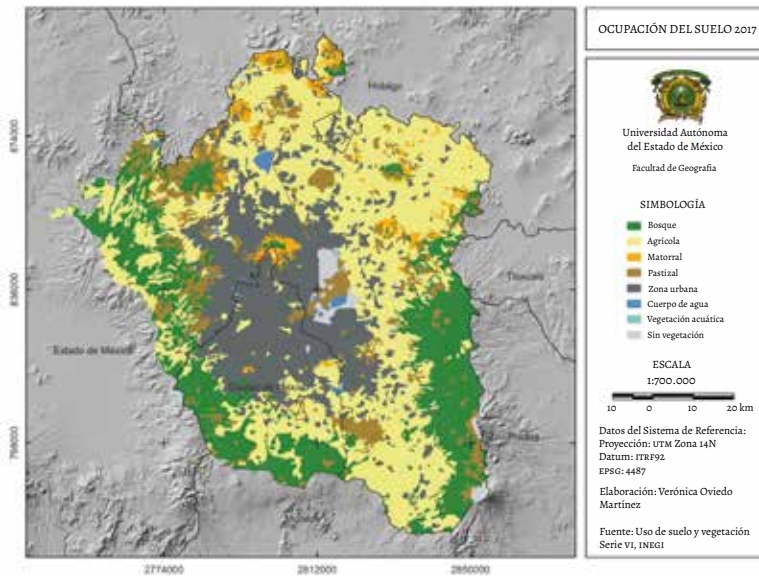 874000
836000
798000
2774000
2812000
2850000
Hidalgo
Tlaxcala
Estado de México
Puebla
OCUPACIÓN DEL SUELO 2017
Universidad Autónoma
del Estado de México
Facultad de Geografía
SIMBOLOGÍA
Bosque
Agrícola
Matorral
Pastizal
Zona urbana
Cuerpo de agua
Vegetación acuática
Sin vegetación
ESCALA
1:700.000
10 0 10 20 km
Datos del Sistema de Referencia:
Proyección: UTM Zona 14N
Datum: ITRF92
EPSG: 4487
Elaboración: Verónica Oviedo
Martínez
Fuente: Uso de suelo y vegetación
Serie VI, INEGI